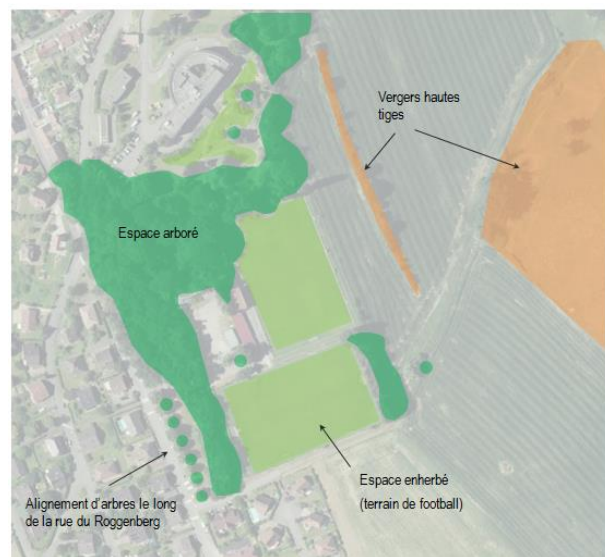 Vergers hautes
tiges
Espace arboré
Espace enherbé
(terrain de football)
Alignement d'arbres le long
de la rue du Roggenberg